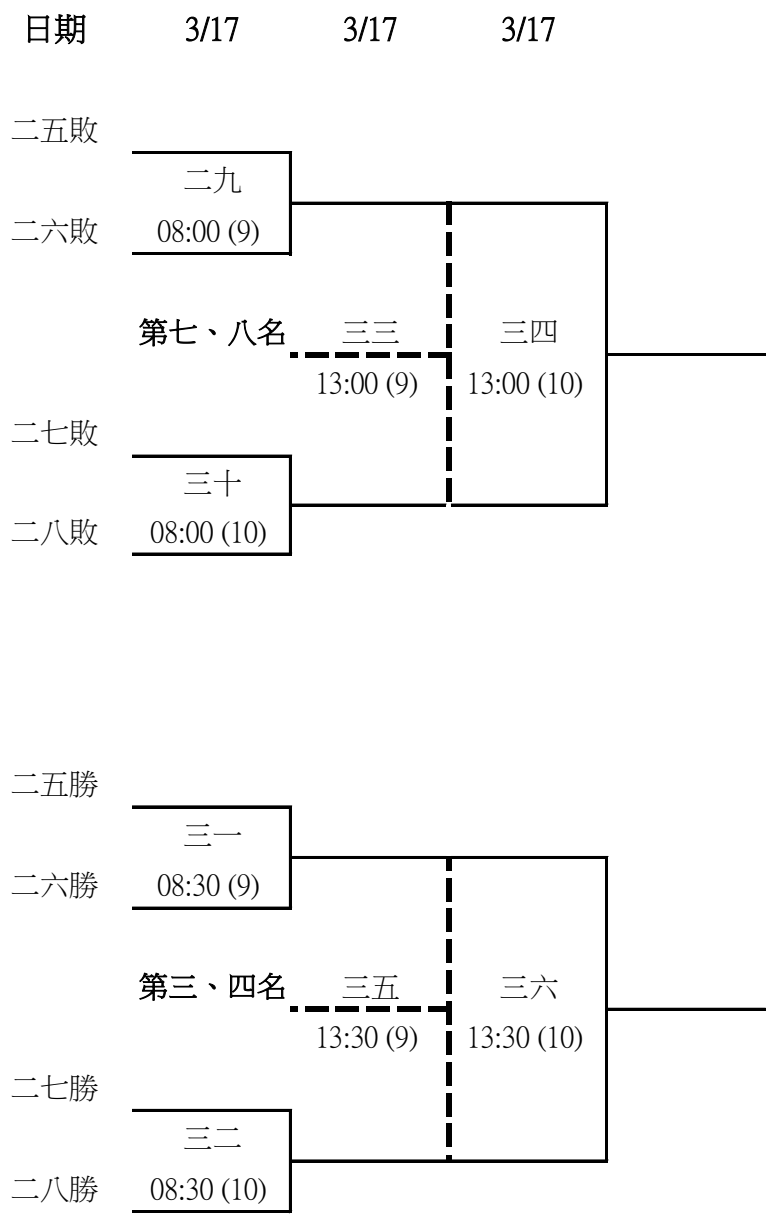 日期 3/17 3/17 3/17
二五敗
二九
二六敗 08:00 (9)
第七、八名 三三 三四
13:00 (9) 13:00 (10)
二七敗
三十
二八敗 08:00 (10)
二五勝
三一
二六勝 08:30 (9)
第三、四名 三五 三六
13:30 (9) 13:30 (10)
二七勝
三二
二八勝 08:30 (10)